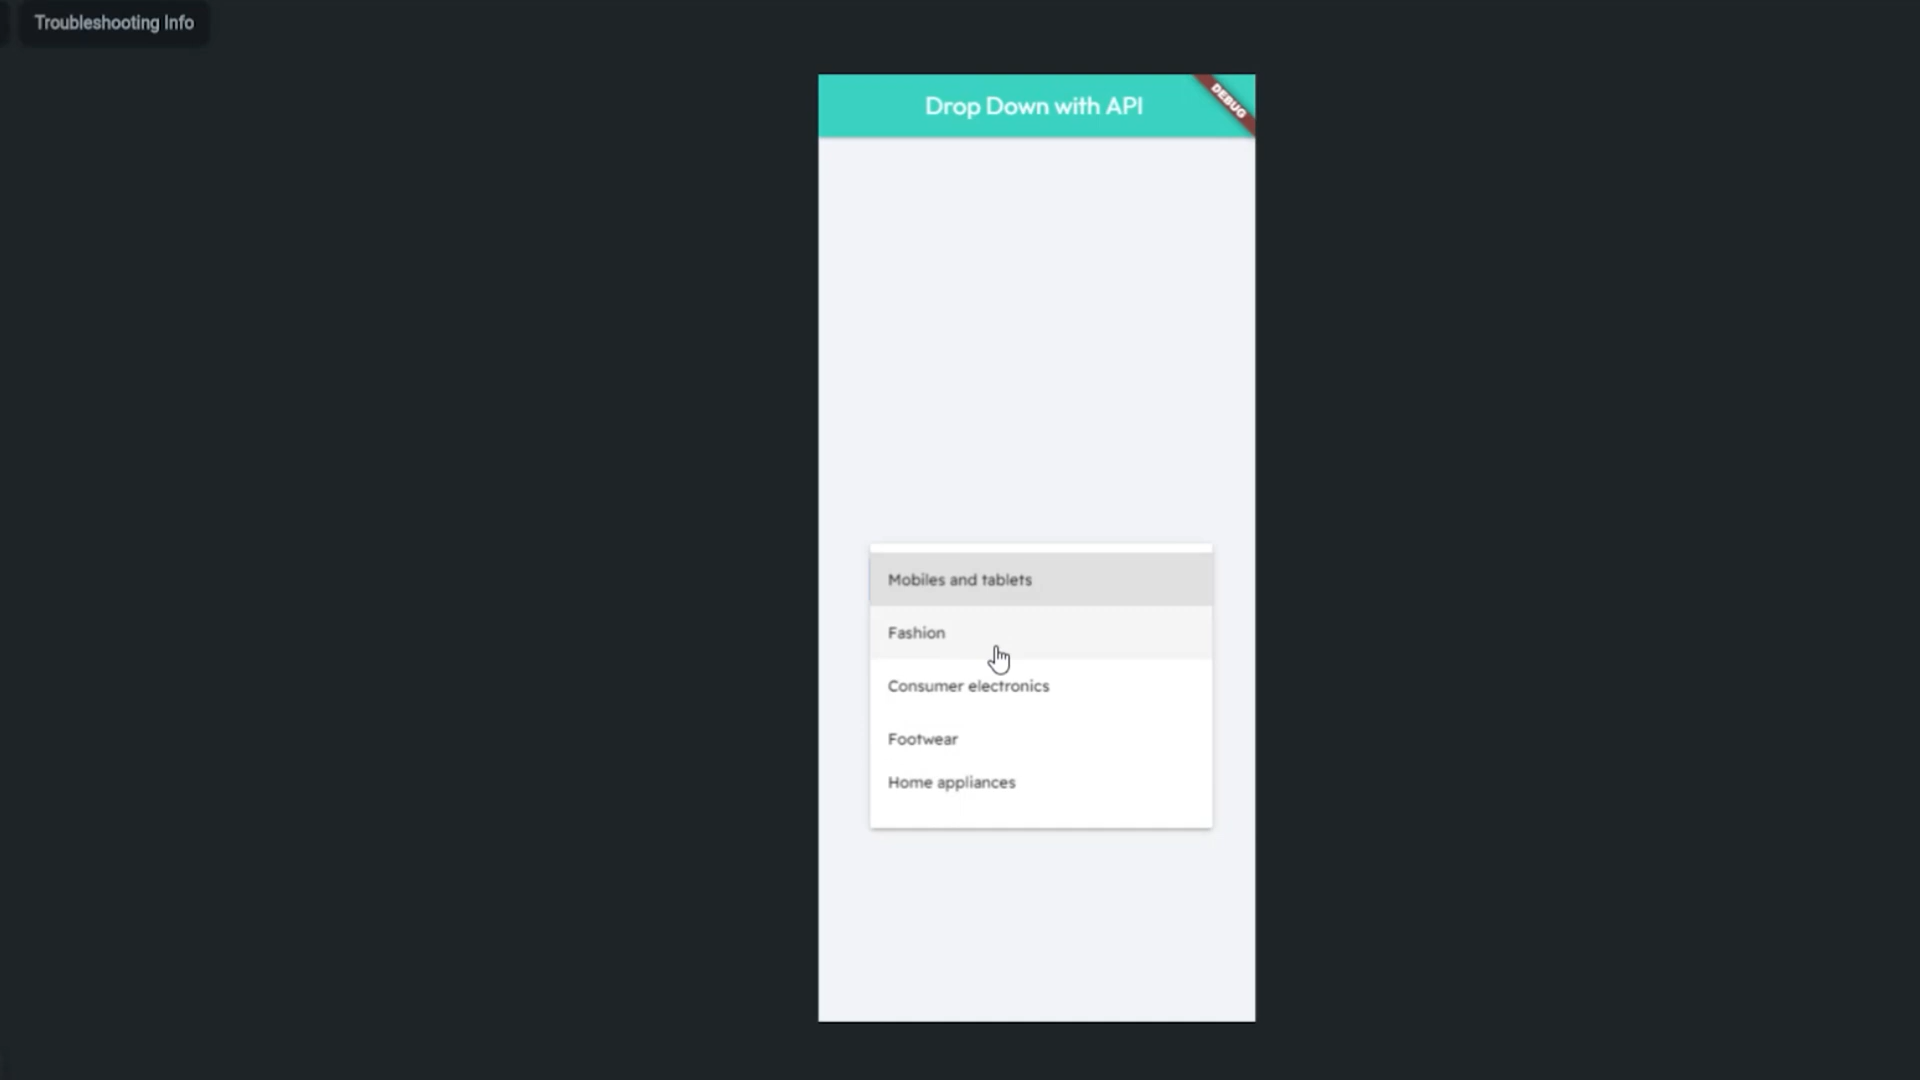 Troubleshooting Info
Drop Down with API
DEBUG
Mobiles and tablets
Fashion
Consumer electronics
Footwear
Home appliances